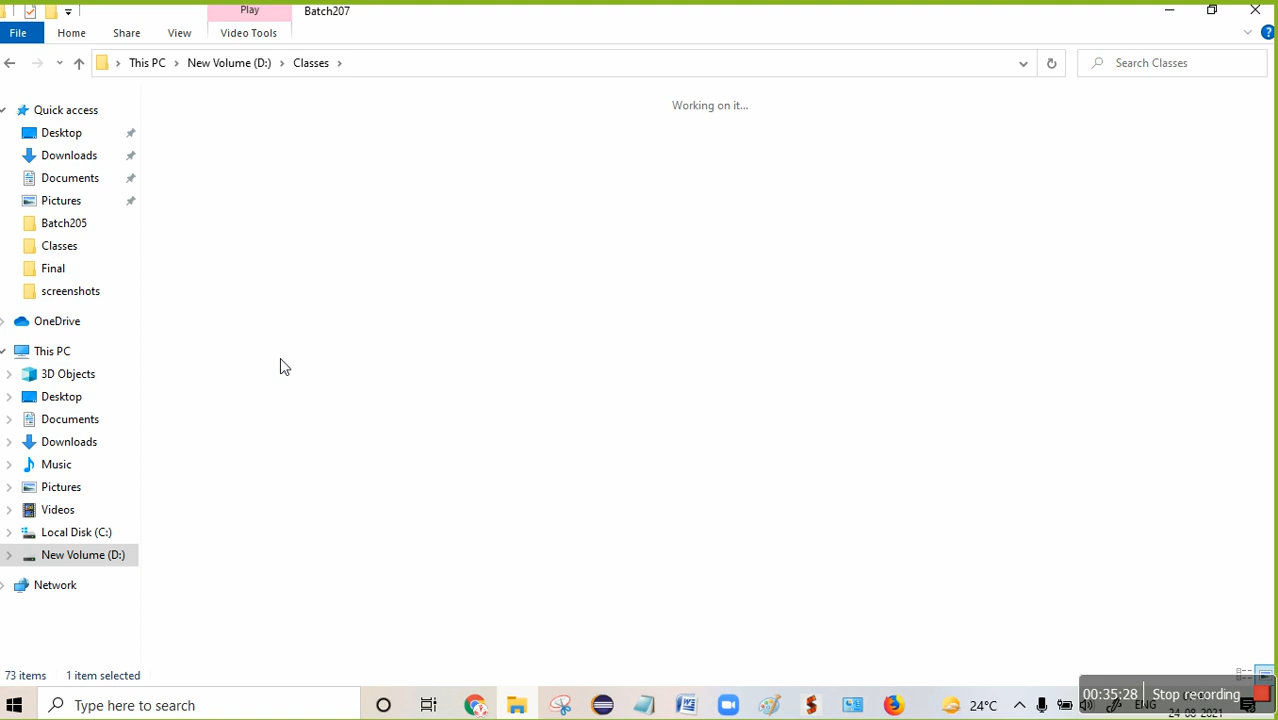 Play
Batch207
File
Home
Share
View
Video Tools
This PC
New Volume (D:)
Classes
Search Classes
Working on it...
Quick access
Desktop
Downloads
Documents
Pictures
Batch205
Classes
Final
screenshots
OneDrive
This PC
3D Objects
Desktop
Documents
Downloads
Music
Pictures
Videos
Local Disk (C:)
New Volume (D:)
Network
73 items
1 item selected
Type here to search
24°C
ENG
00:35:28
Stop recording
24-08-2021